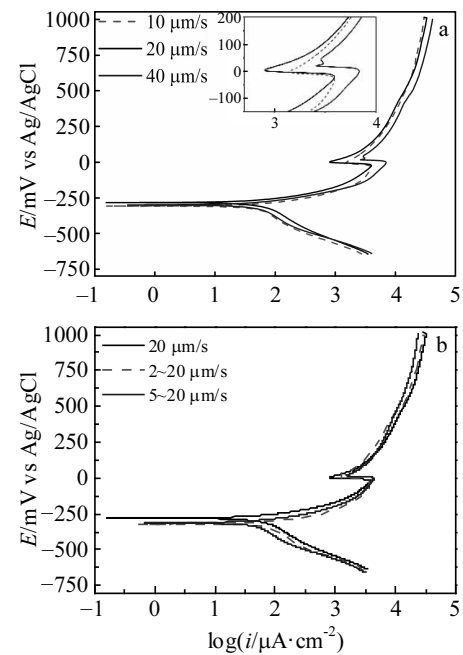 a
10 μm/s
20 μm/s
40 μm/s
200
100
0
−100
3
4
1000
750
500
250
0
−250
−500
−750
E/mV vs Ag/AgCl
−1 0 1 2 3 4 5
b
20 μm/s
2~20 μm/s
5~20 μm/s
1000
750
500
250
0
−250
−500
−750
E/mV vs Ag/AgCl
−1 0 1 2 3 4 5
log(i/μA·cm⁻²)